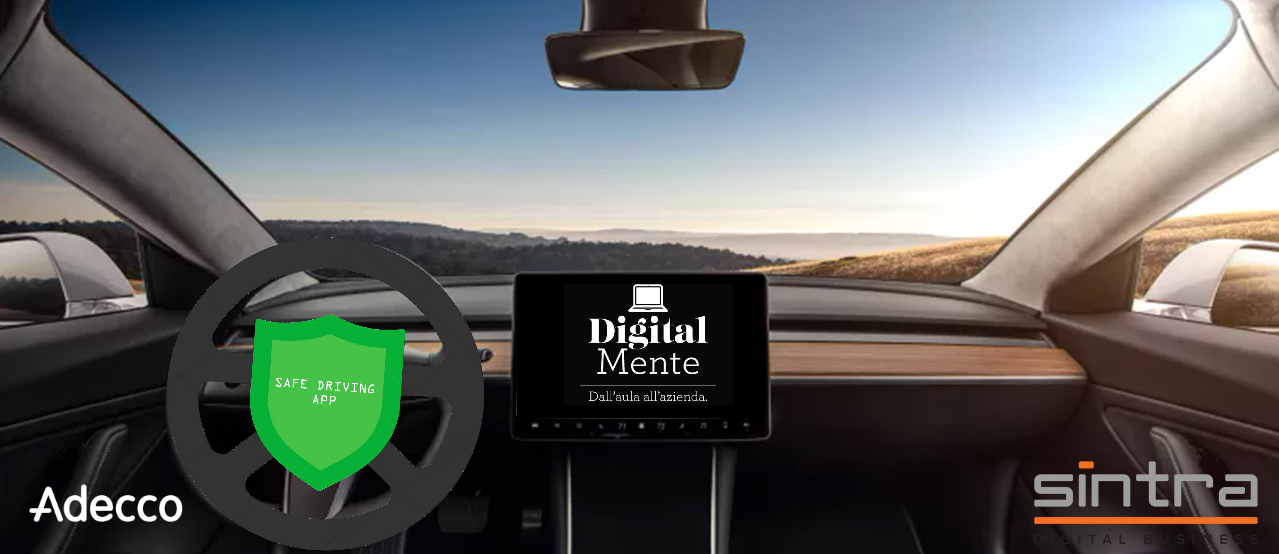 Digital
Mente
Dall'aula all'azienda.
SAFE DRIVING
APP
Adecco
sintra
DIGITAL BUSINESS